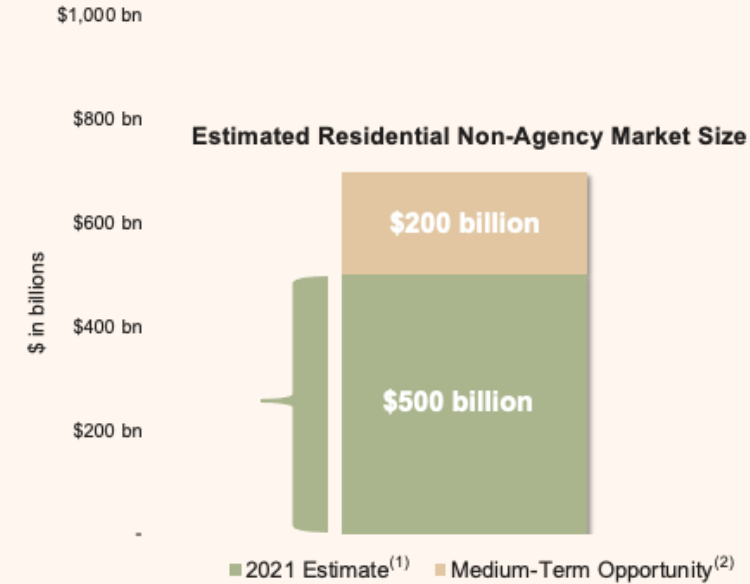 $1,000 bn
$800 bn
Estimated Residential Non-Agency Market Size
$600 bn
$200 billion
$ in billions
$400 bn
$500 billion
$200 bn
-
2021 Estimate(1)
Medium-Term Opportunity(2)